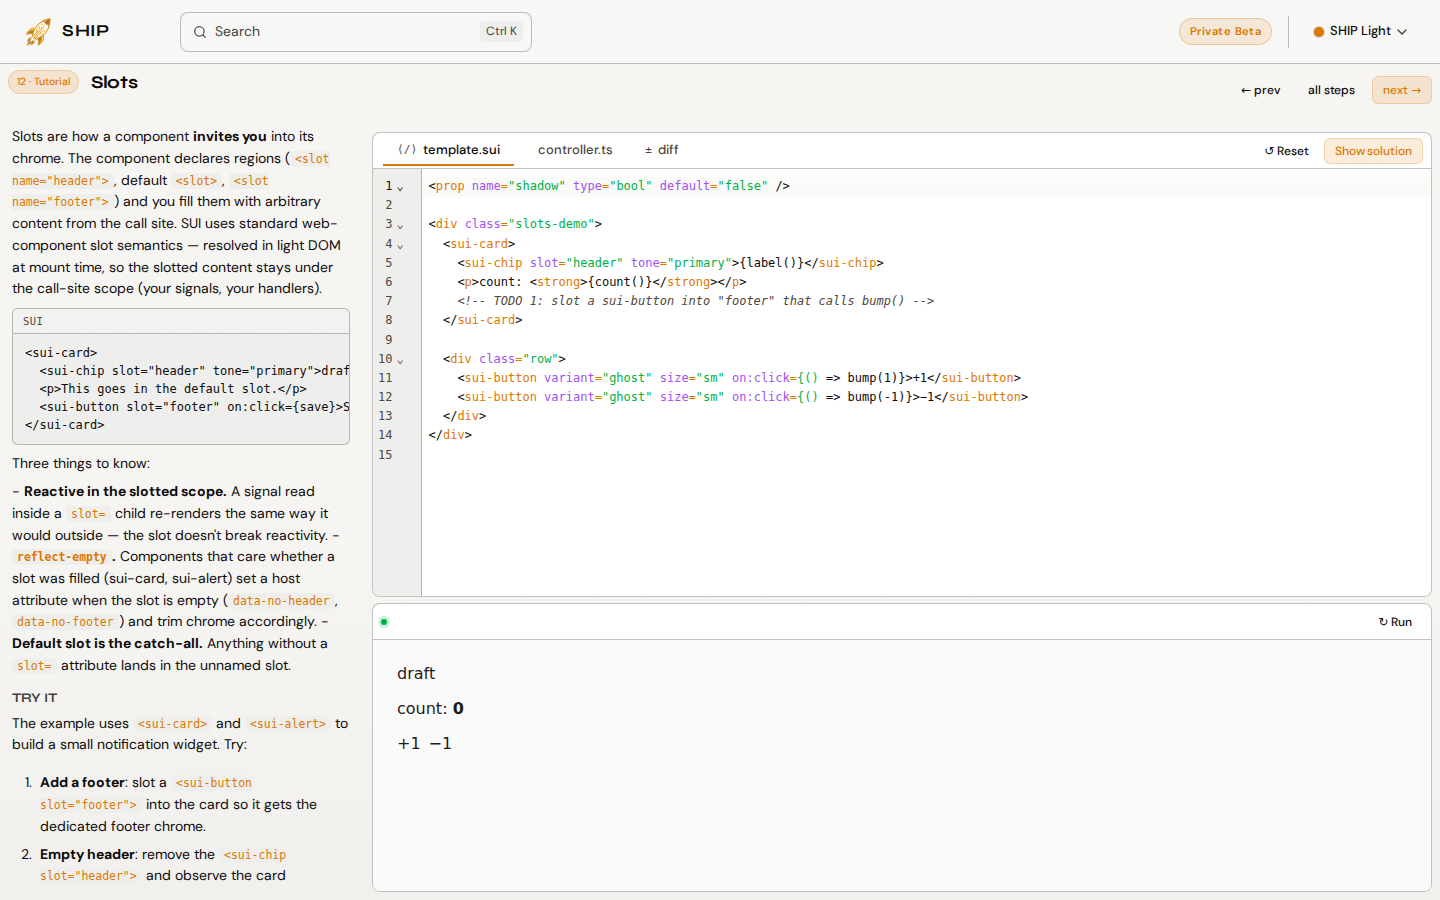 SHIP
Search
Ctrl K
Private Beta
SHIP Light
12 · Tutorial
Slots
← prev
all steps
next →
Slots are how a component invites you into its
chrome. The component declares regions ( <slot
name="header"> , default <slot> , <slot
name="footer"> ) and you fill them with arbitrary
content from the call site. SUI uses standard web-
component slot semantics — resolved in light DOM
at mount time, so the slotted content stays under
the call-site scope (your signals, your handlers).
SUI
<sui-card>
<sui-chip slot="header" tone="primary">draf
<p>This goes in the default slot.</p>
<sui-button slot="footer" on:click={save}>S
</sui-card>
Three things to know:
- Reactive in the slotted scope. A signal read
inside a slot= child re-renders the same way it
would outside — the slot doesn't break reactivity. -
reflect-empty . Components that care whether a
slot was filled (sui-card, sui-alert) set a host
attribute when the slot is empty ( data-no-header ,
data-no-footer ) and trim chrome accordingly. -
Default slot is the catch-all. Anything without a
slot= attribute lands in the unnamed slot.
TRY IT
The example uses <sui-card> and <sui-alert> to
build a small notification widget. Try:
1. Add a footer: slot a <sui-button
slot="footer"> into the card so it gets the
dedicated footer chrome.
2. Empty header: remove the <sui-chip
slot="header"> and observe the card
⟨/⟩ template.sui
controller.ts
± diff
↺ Reset
Show solution
1 <prop name="shadow" type="bool" default="false" />
2
3 <div class="slots-demo">
4 <sui-card>
5 <sui-chip slot="header" tone="primary">{label()}</sui-chip>
6 <p>count: <strong>{count()}</strong></p>
7 <!-- TODO 1: slot a sui-button into "footer" that calls bump() -->
8 </sui-card>
9
10 <div class="row">
11 <sui-button variant="ghost" size="sm" on:click={() => bump(1)}>+1</sui-button>
12 <sui-button variant="ghost" size="sm" on:click={() => bump(-1)}>−1</sui-button>
13 </div>
14 </div>
15
↻ Run
draft
count: 0
+1 −1